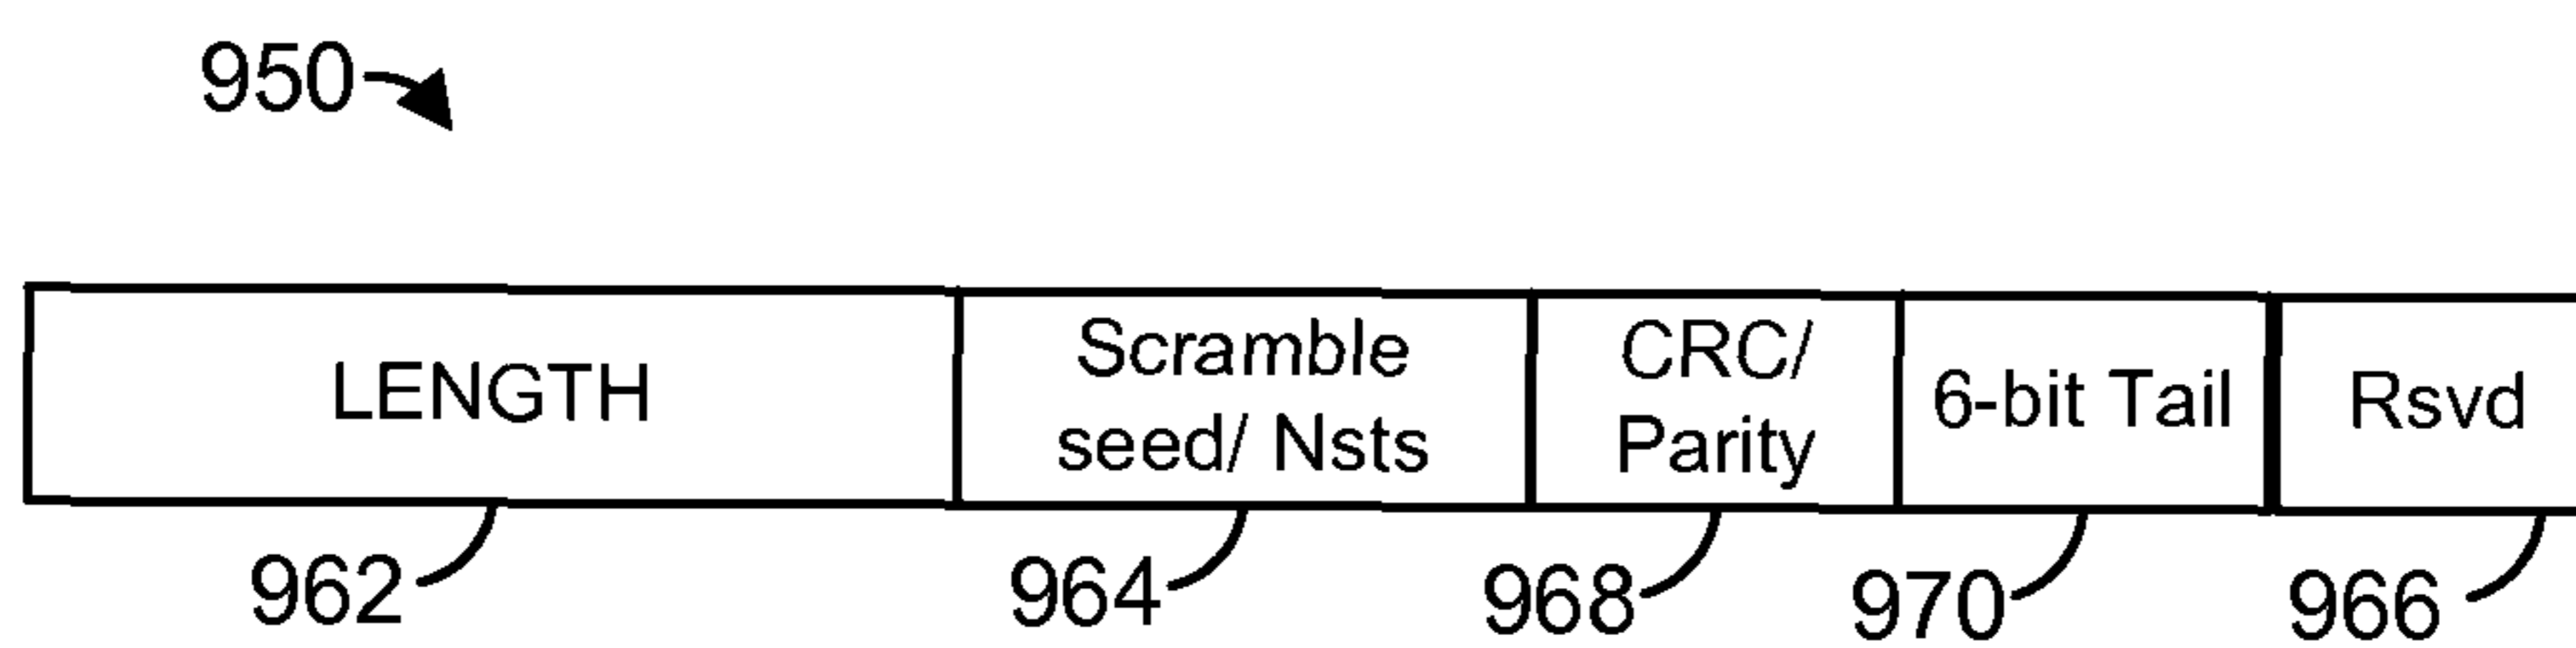 950
LENGTH
Scramble
seed/ Nsts
CRC/
Parity
6-bit Tail
Rsvd
962
964
968
970
966